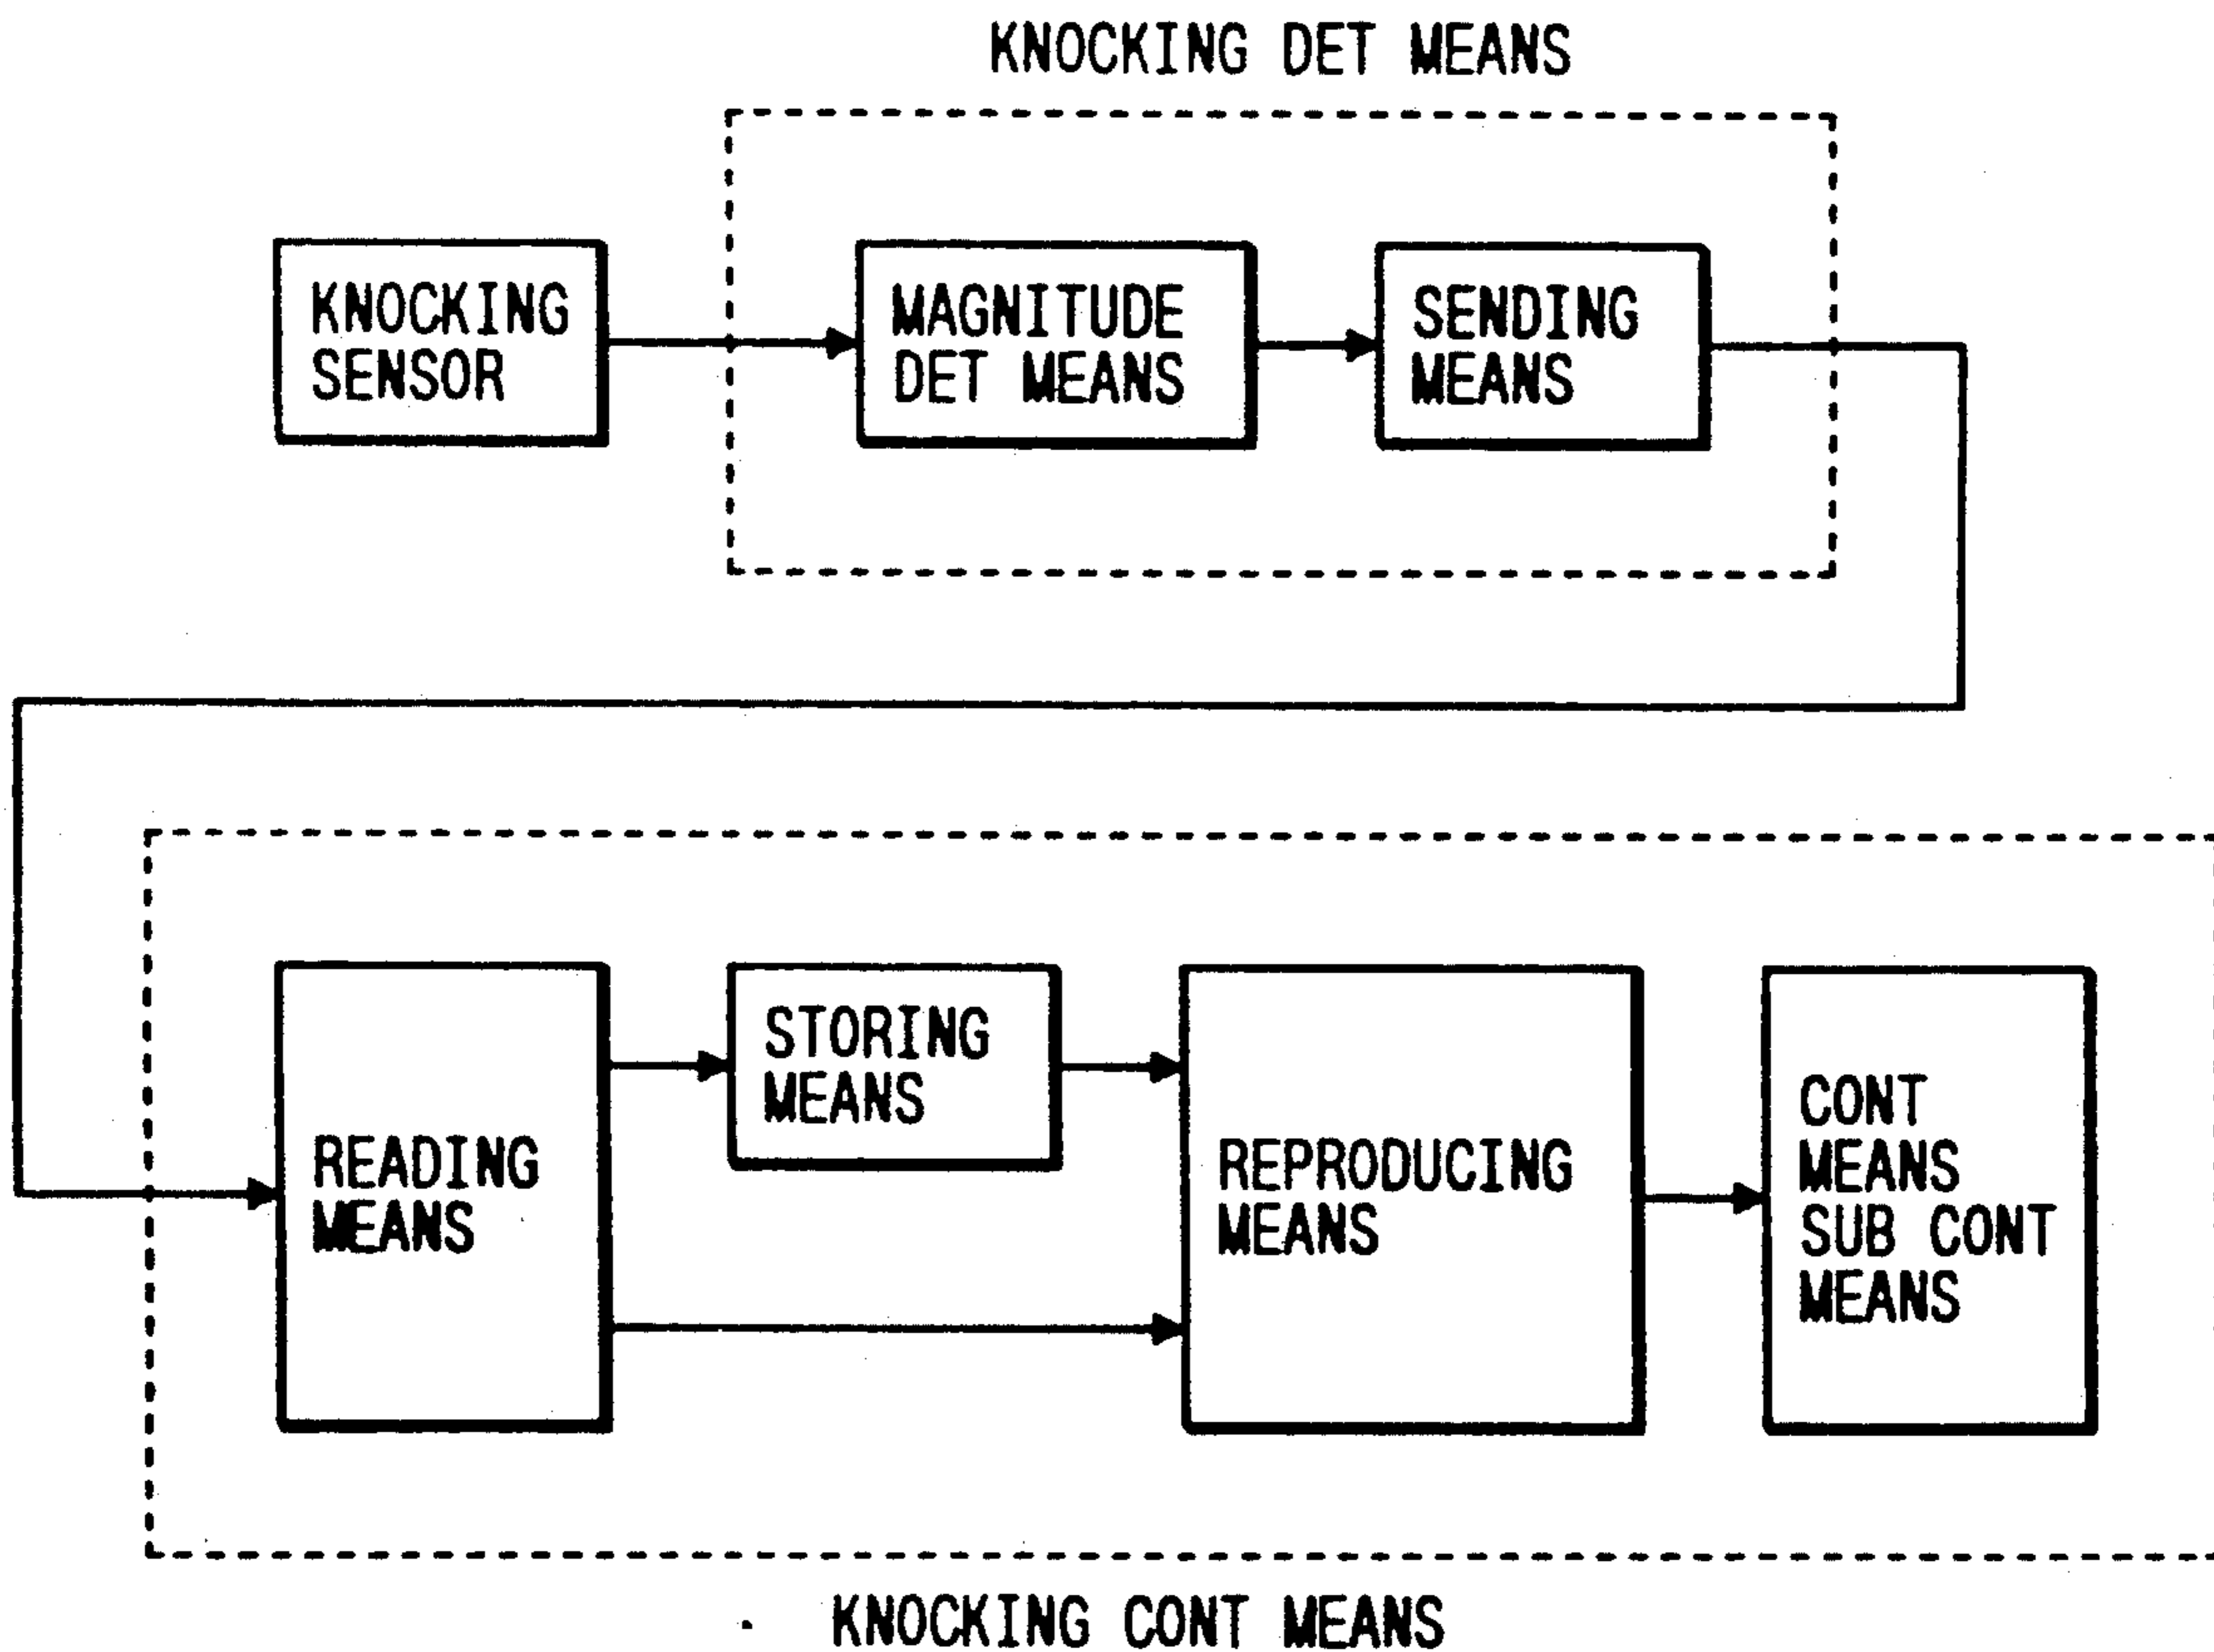 KNOCKING DET MEANS
KNOCKING
SENSOR
MAGNITUDE
DET MEANS
SENDING
MEANS
READING
MEANS
STORING
MEANS
REPRODUCING
MEANS
CONT
MEANS
SUB CONT
MEANS
KNOCKING CONT MEANS